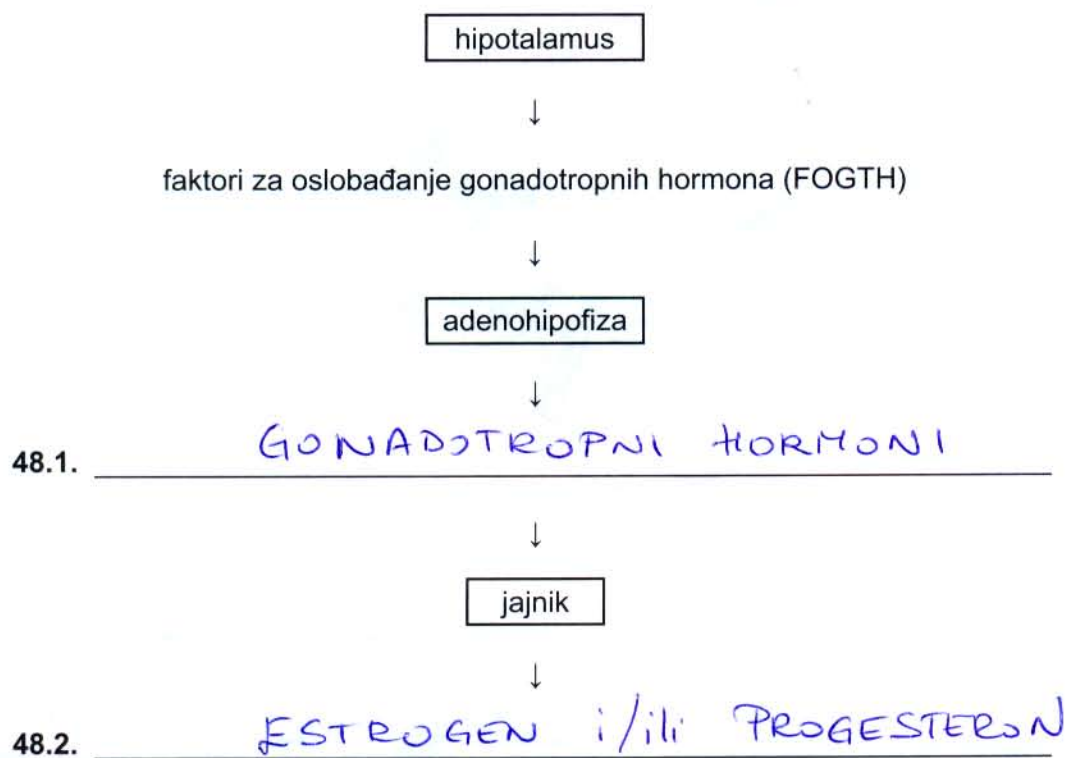 hipotalamus
↓
faktori za oslobađanje gonadotropnih hormona (FOGTH)
↓
adenohipofiza
↓
48.1. GONADOTROPNI HORMONI
↓
jajnik
↓
48.2. ESTROGEN i/ili PROGESTERON